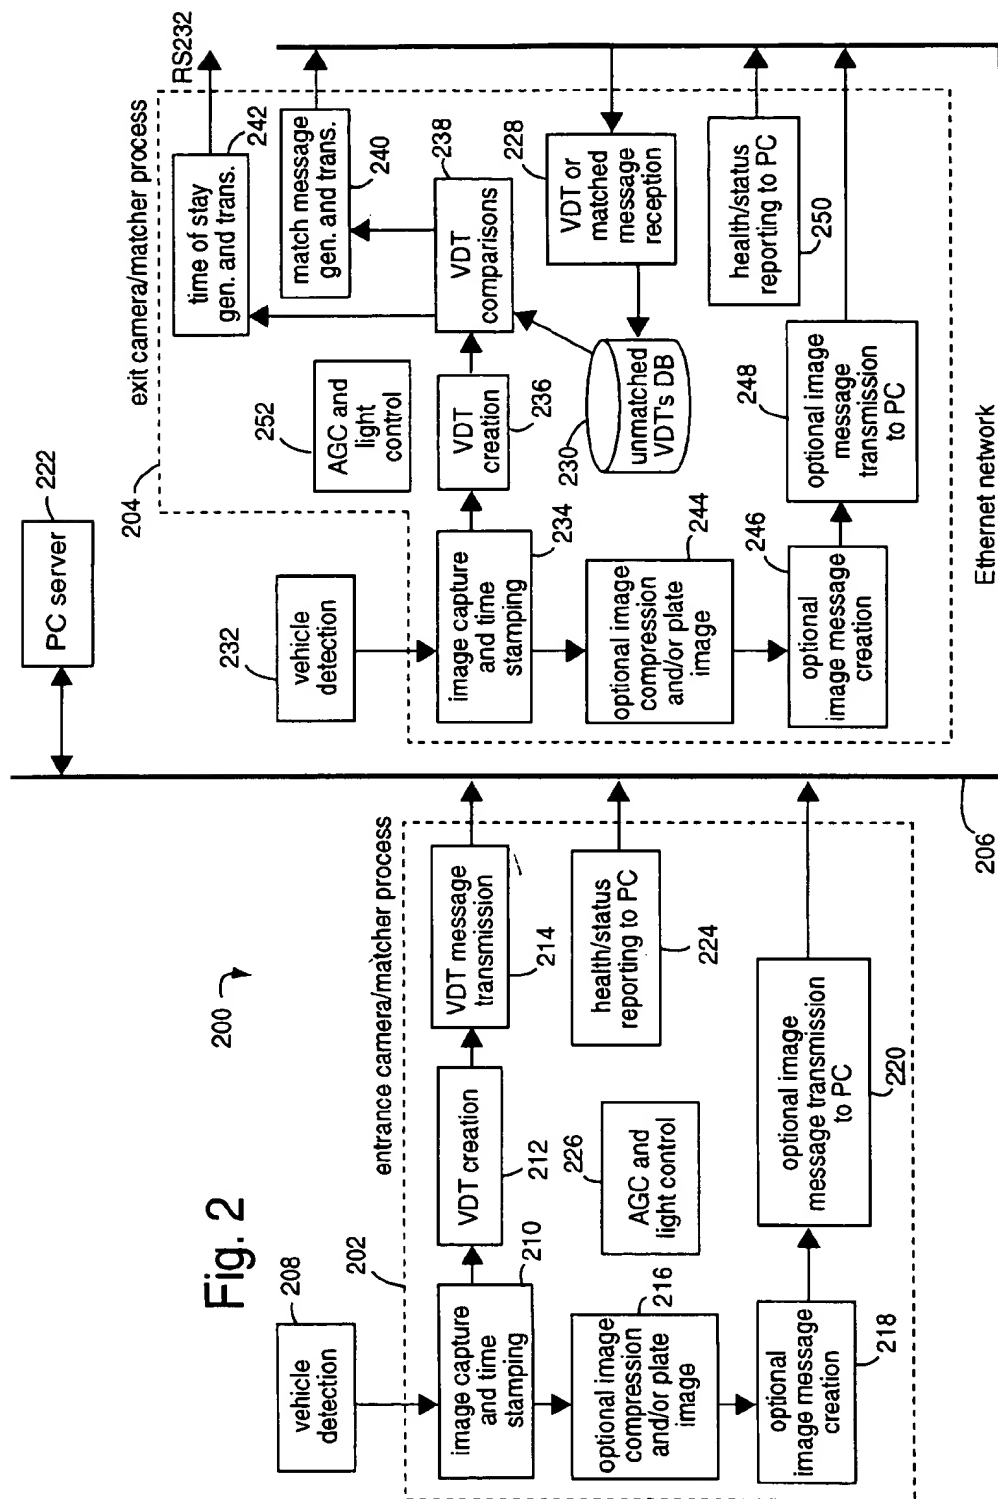 Fig. 2
200
208
vehicle
detection
202
entrance camera/matcher process
210
image capture
and time
stamping
VDT creation
212
VDT message
transmission
214
216
optional image
compression
and/or plate
image
226
AGC and
light control
health/status
reporting to PC
224
optional
image message
creation
218
optional image
message transmission
to PC
220
206
PC server
222
204
exit camera/matcher process
232
vehicle
detection
image capture
and time
stamping
234
VDT
creation
236
252
AGC and
light
control
VDT
comparisons
238
time of stay
gen. and trans.
242
RS232
match message
gen. and trans.
240
VDT or
matched
message
reception
228
unmatched
VDT's DB
230
optional image
compression
and/or plate
image
244
optional
image message
creation
246
optional image
message
transmission
to PC
248
health/status
reporting to PC
250
Ethernet network